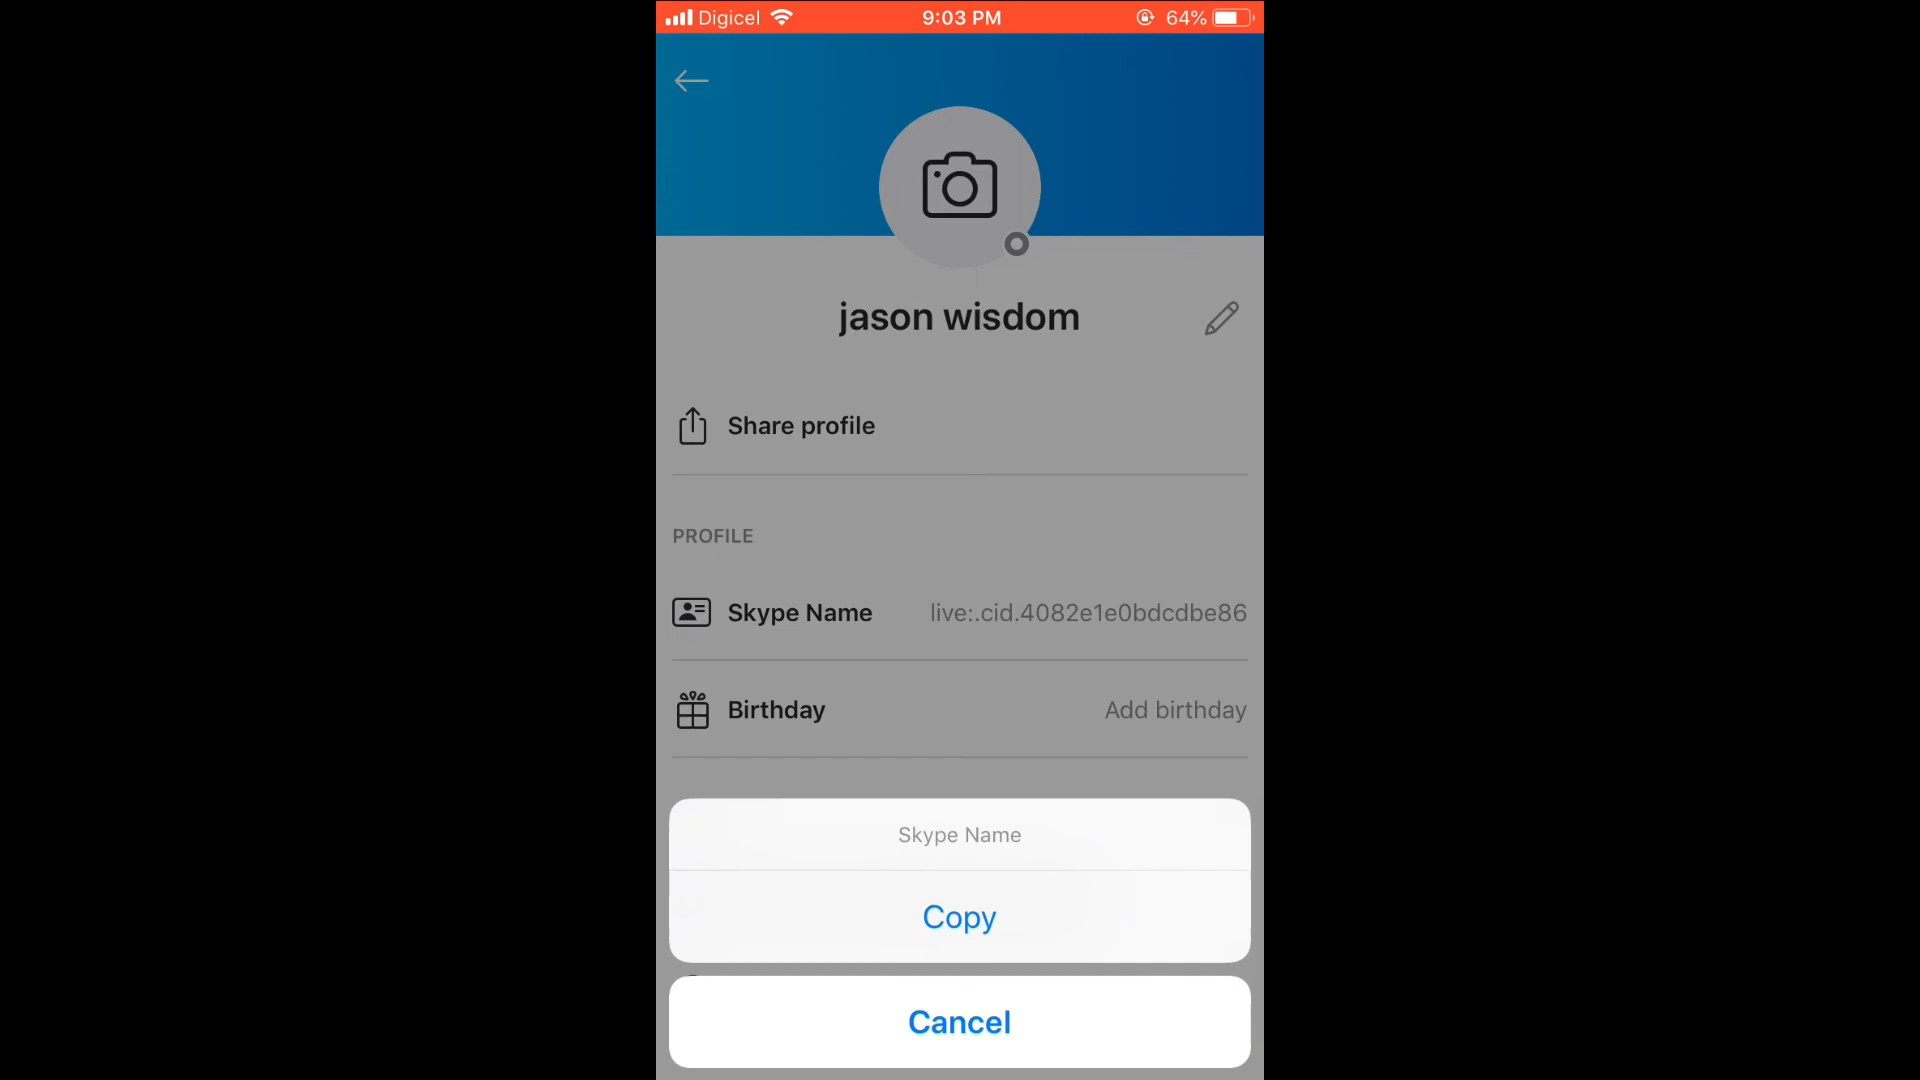 Digicel 9:03 PM 64%
jason wisdom
Share profile
PROFILE
Skype Name live:.cid.4082e1e0bdcdbe86
Birthday Add birthday
Skype Name
Copy
Cancel